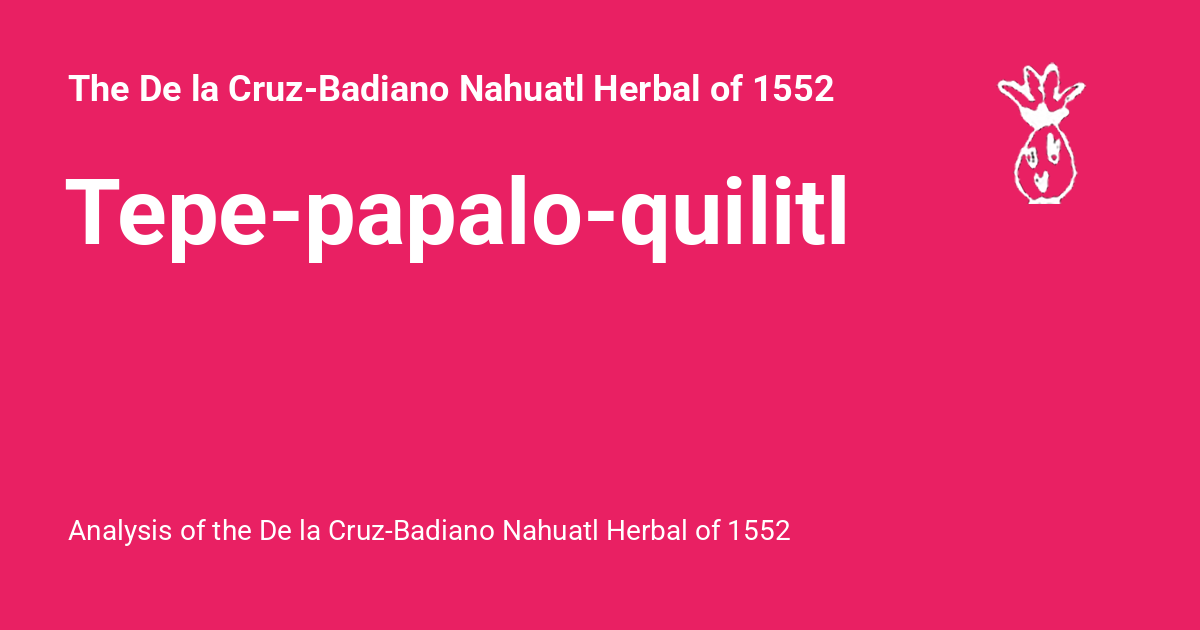 The De la Cruz-Badiano Nahuatl Herbal of 1552
Tepe-papalo-quilitl
Analysis of the De la Cruz-Badiano Nahuatl Herbal of 1552